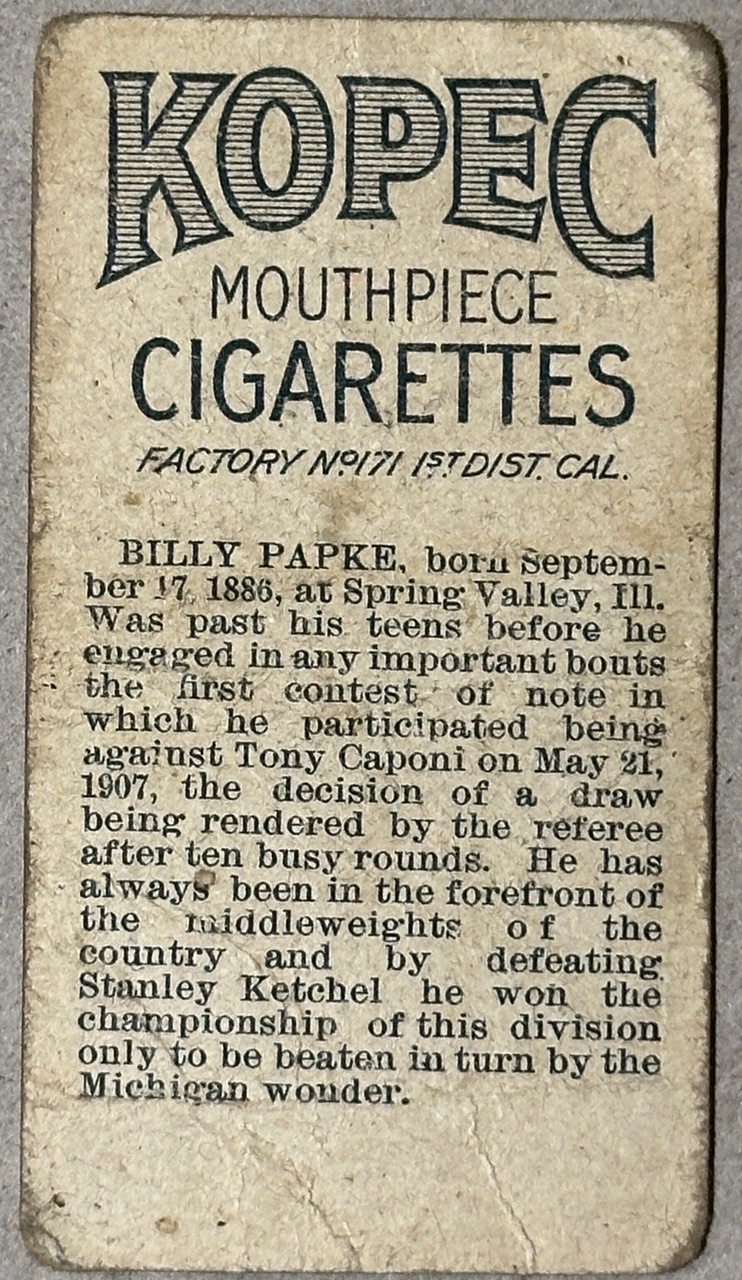 KOPEC
MOUTHPIECE
CIGARETTES
FACTORY Nº 171 1ST DIST. CAL.
BILLY PAPKE, born Septem-
ber 17, 1886, at Spring Valley, Ill.
Was past his teens before he
engaged in any important bouts
the first contest of note in
which he participated being
against Tony Caponi on May 21,
1907, the decision of a draw
being rendered by the referee
after ten busy rounds. He has
always been in the forefront of
the middleweights of the
country and by defeating
Stanley Ketchel he won the
championship of this division
only to be beaten in turn by the
Michigan wonder.